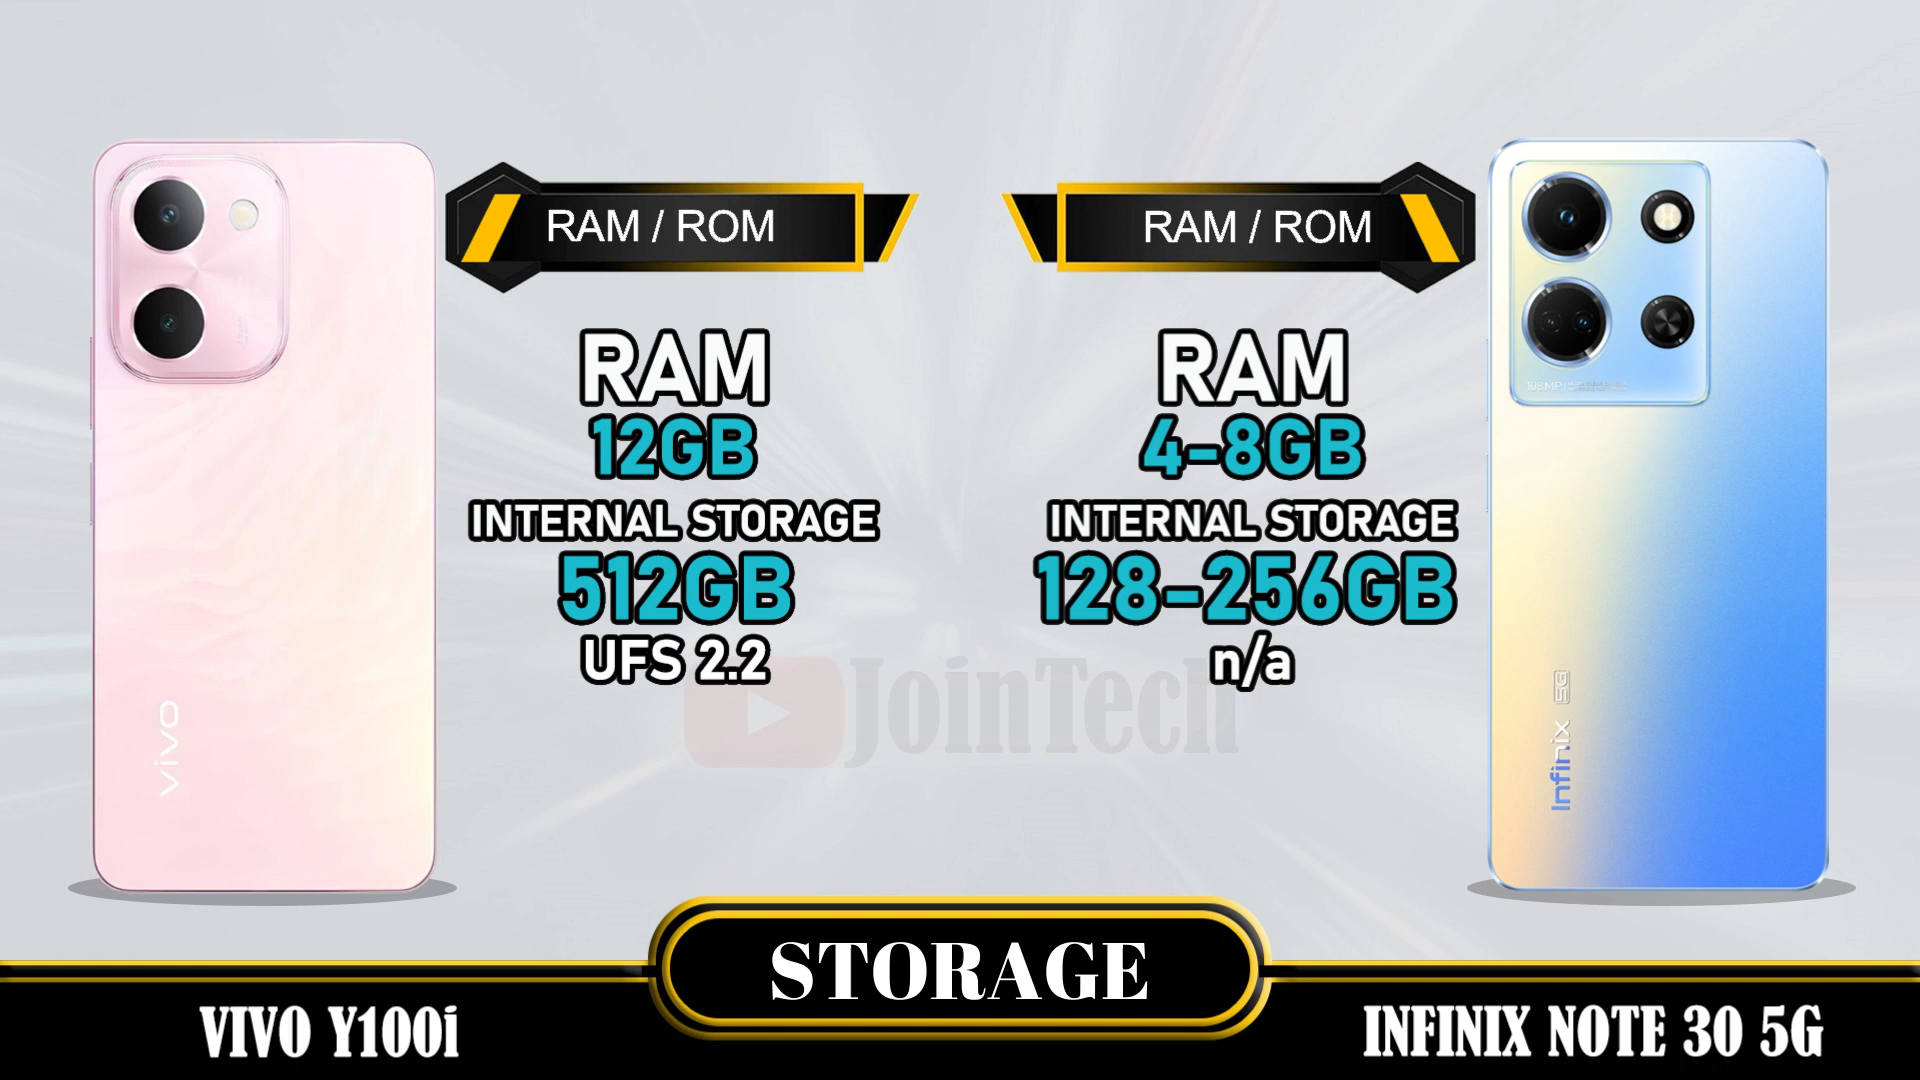 RAM / ROM
RAM
12GB
INTERNAL STORAGE
512GB
UFS 2.2
RAM / ROM
RAM
4-8GB
INTERNAL STORAGE
128-256GB
n/a
JoinTech
vivo
108MP
Infinix 5G
STORAGE
VIVO Y100i
INFINIX NOTE 30 5G